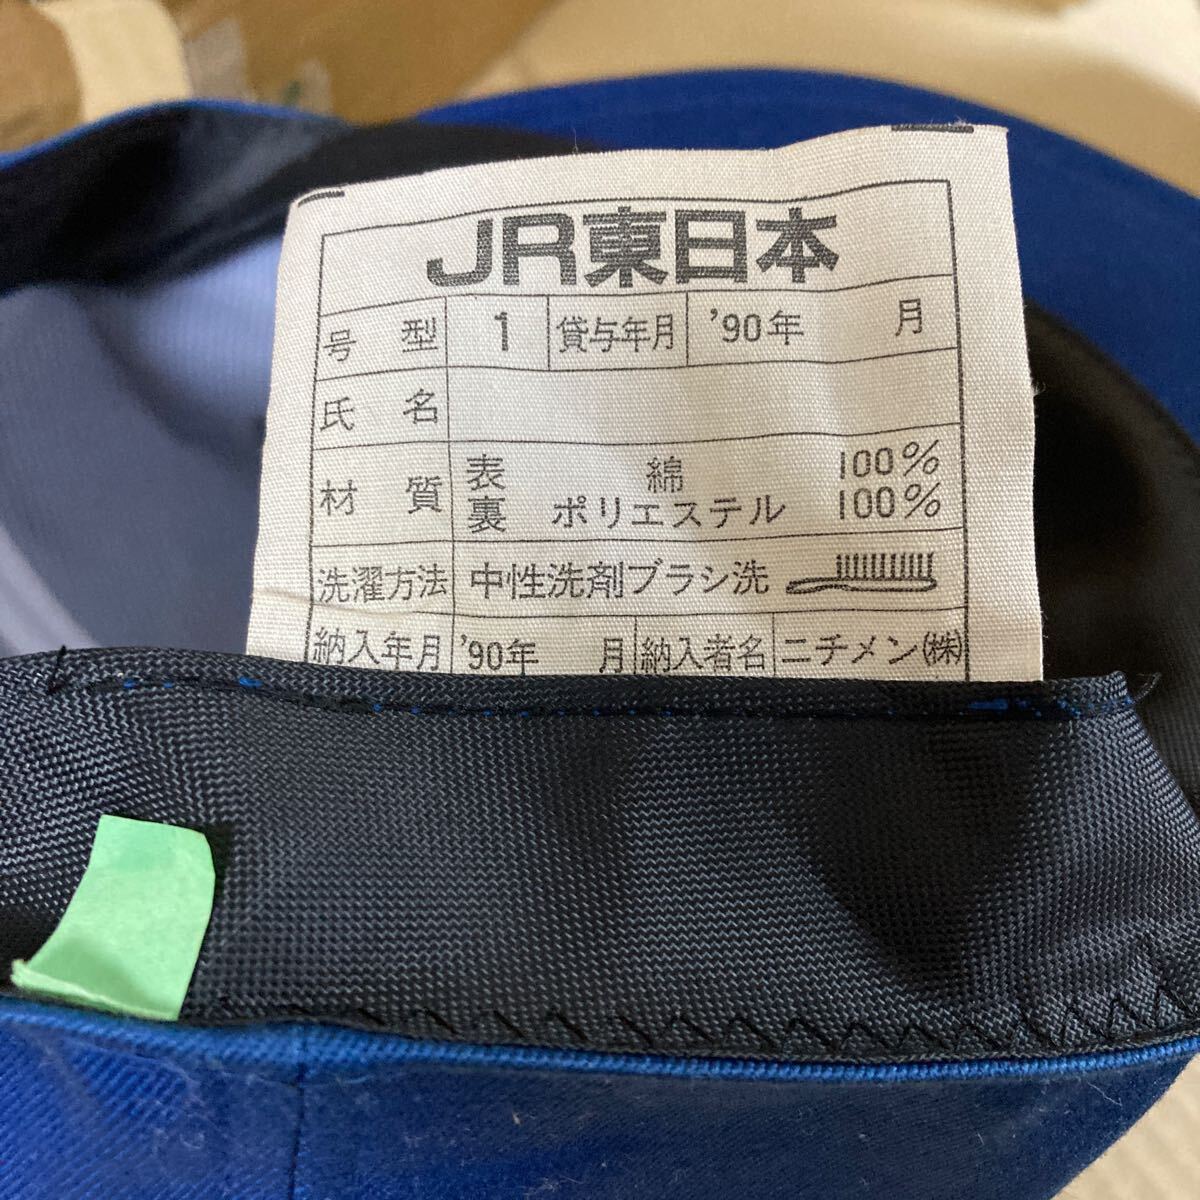 JR東日本
号型 1 貸与年月 '90年 月
氏名
材質 表 綿 100%
裏 ポリエステル 100%
洗濯方法 中性洗剤ブラシ洗
納入年月 '90年 月 納入者名 ニチメン(株)